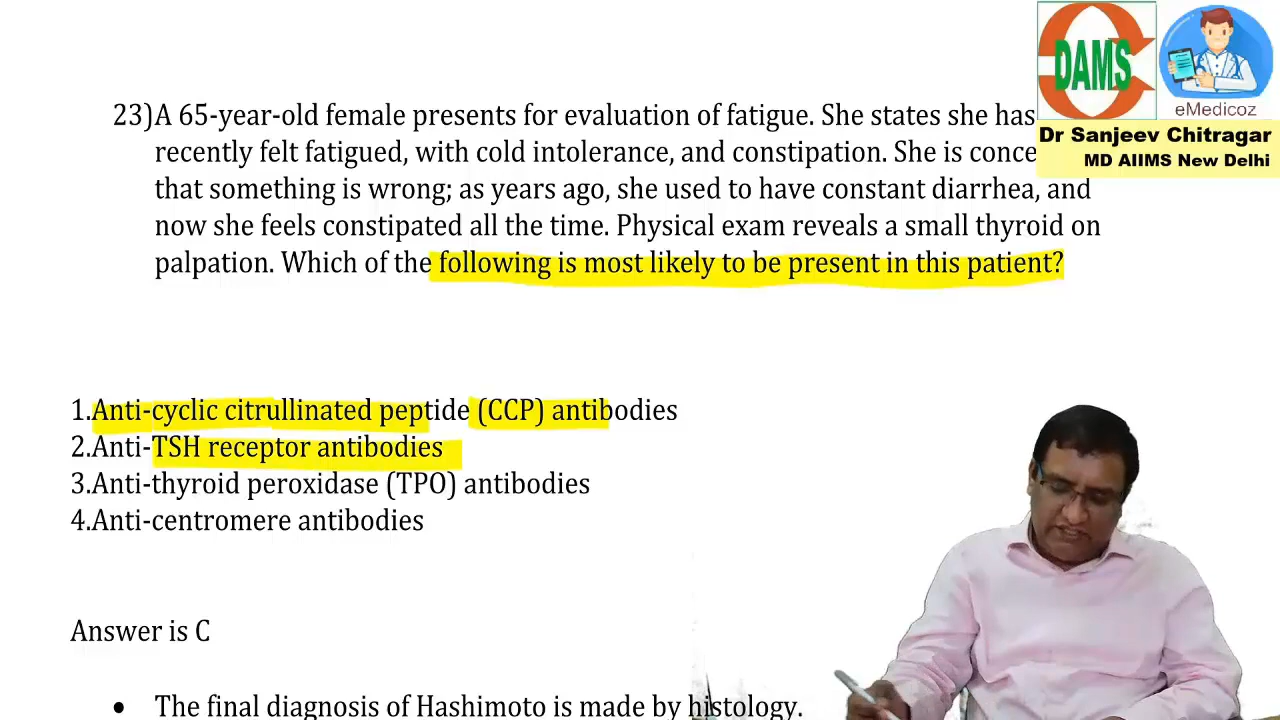 DAMS
eMedicoz
Dr Sanjeev Chitragar
MD AIIMS New Delhi
23)A 65-year-old female presents for evaluation of fatigue. She states she has
recently felt fatigued, with cold intolerance, and constipation. She is conce
that something is wrong; as years ago, she used to have constant diarrhea, and
now she feels constipated all the time. Physical exam reveals a small thyroid on
palpation. Which of the following is most likely to be present in this patient?
1.Anti-cyclic citrullinated peptide (CCP) antibodies
2.Anti-TSH receptor antibodies
3.Anti-thyroid peroxidase (TPO) antibodies
4.Anti-centromere antibodies
Answer is C
• The final diagnosis of Hashimoto is made by histology.